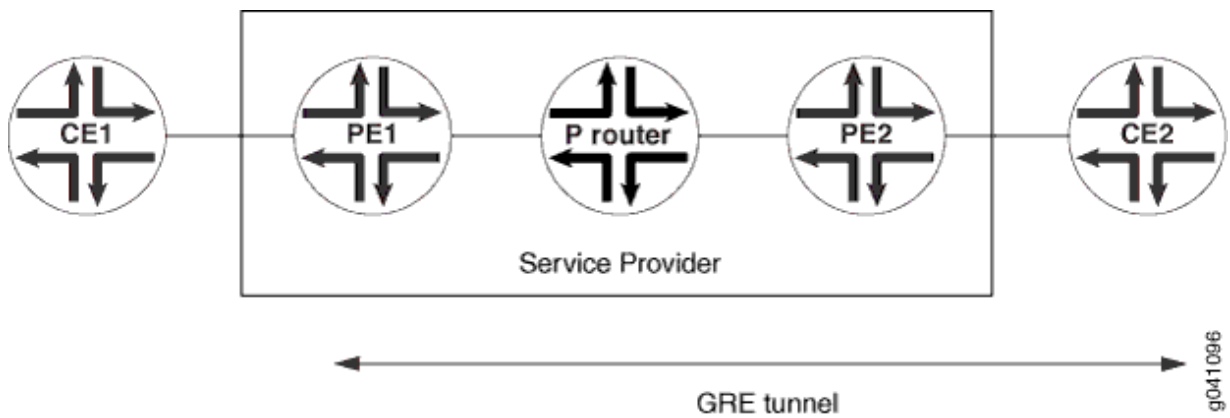 CE1
PE1
P router
PE2
CE2
Service Provider
GRE tunnel
g041096